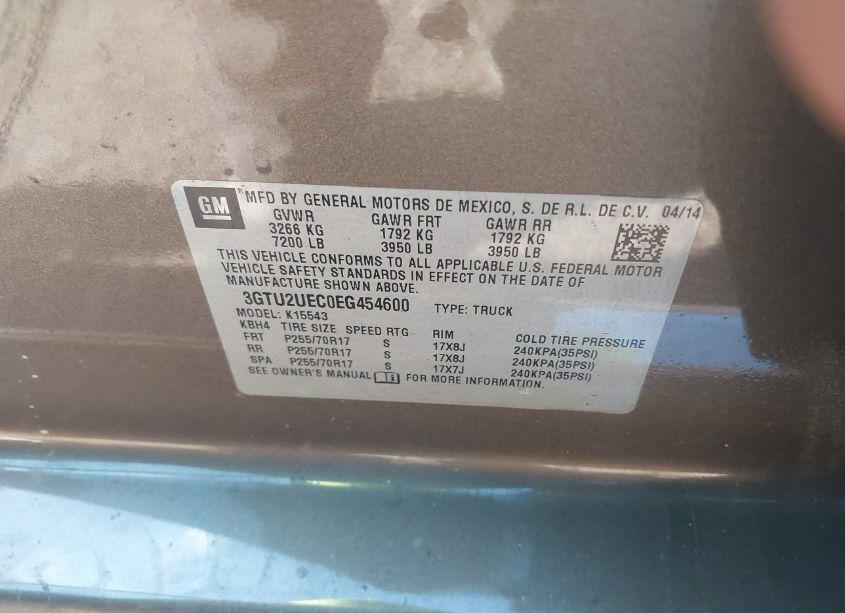 GM ® MFD BY GENERAL MOTORS DE MEXICO, S. DE R.L. DE C.V. 04/14
GVWR GAWR FRT GAWR RR
3266 KG 1792 KG 1792 KG
7200 LB 3950 LB 3950 LB
THIS VEHICLE CONFORMS TO ALL APPLICABLE U.S. FEDERAL MOTOR
VEHICLE SAFETY STANDARDS IN EFFECT ON THE DATE OF
MANUFACTURE SHOWN ABOVE.
3GTU2UEC0EG454600 TYPE: TRUCK
MODEL: K15543
KBH4 TIRE SIZE SPEED RTG RIM COLD TIRE PRESSURE
FRT P255/70R17 S 17X8J 240KPA(35PSI)
RR P255/70R17 S 17X8J 240KPA(35PSI)
SPA P255/70R17 S 17X7J 240KPA(35PSI)
SEE OWNER'S MANUAL FOR MORE INFORMATION.